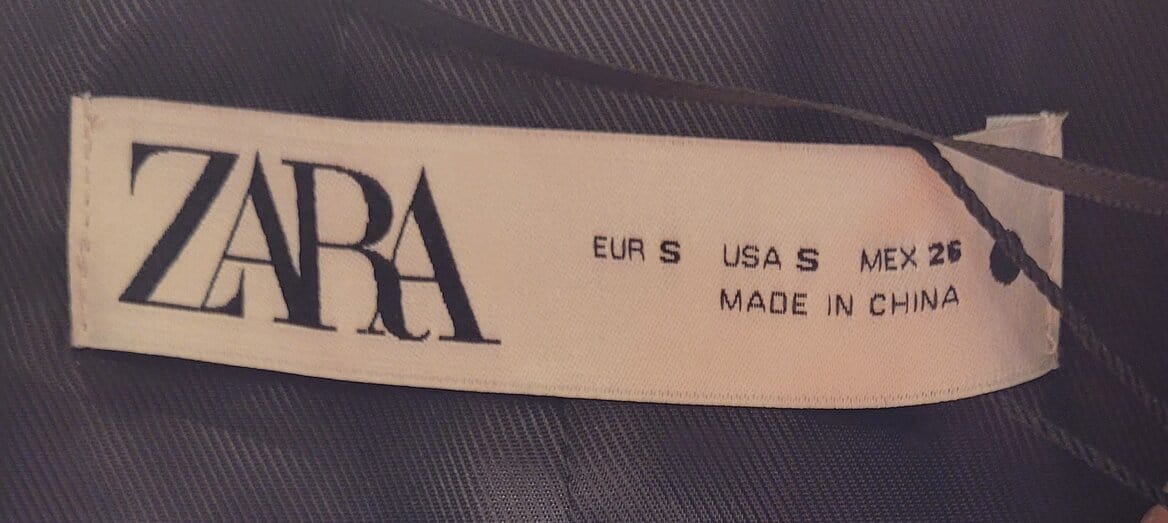 ZARA
EUR S USA S MEX 26
MADE IN CHINA